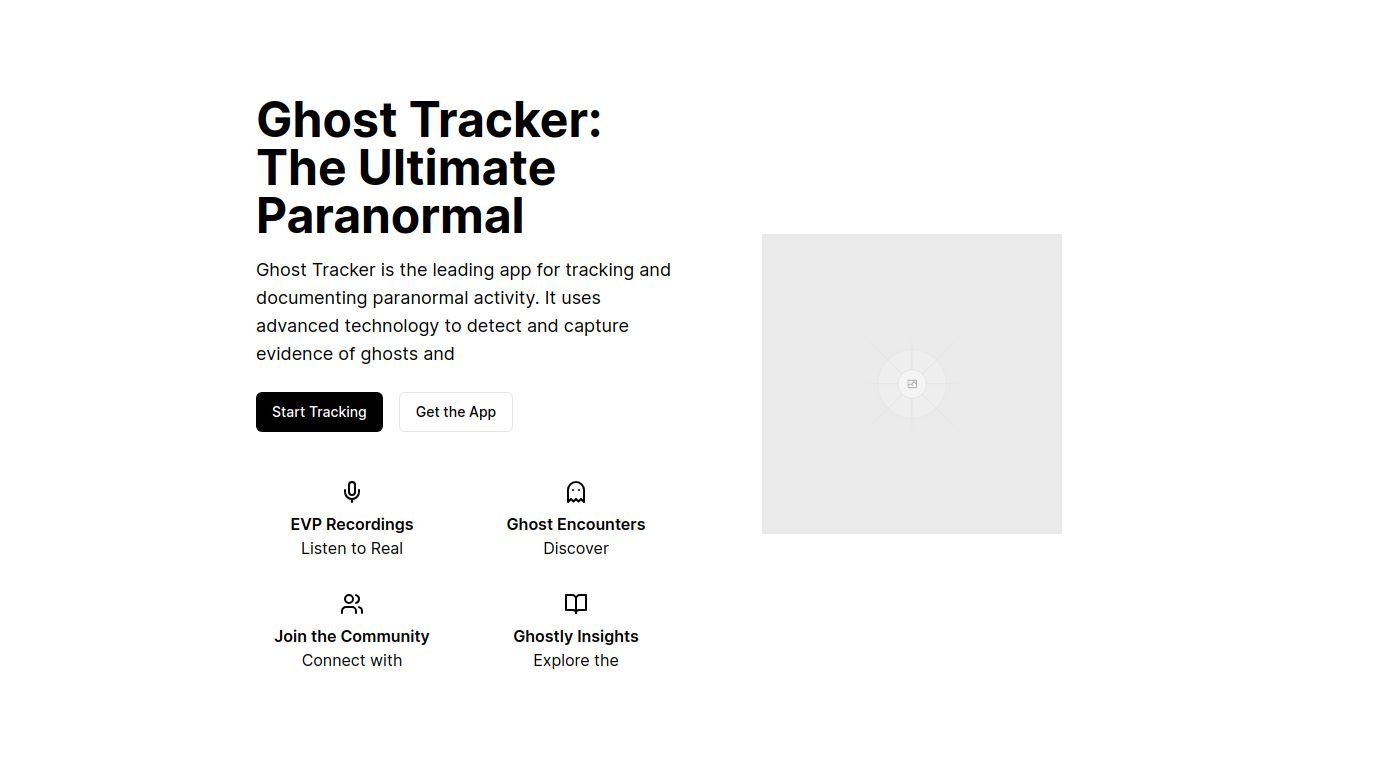 Ghost Tracker:
The Ultimate
Paranormal
Ghost Tracker is the leading app for tracking and
documenting paranormal activity. It uses
advanced technology to detect and capture
evidence of ghosts and
Start Tracking
Get the App
EVP Recordings
Listen to Real
Ghost Encounters
Discover
Join the Community
Connect with
Ghostly Insights
Explore the